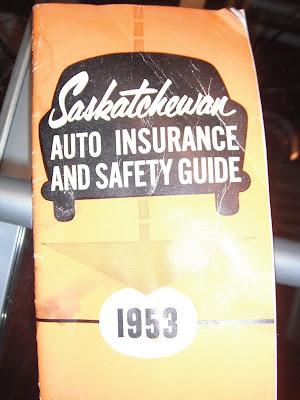 Saskatchewan
AUTO INSURANCE
AND SAFETY GUIDE
1953